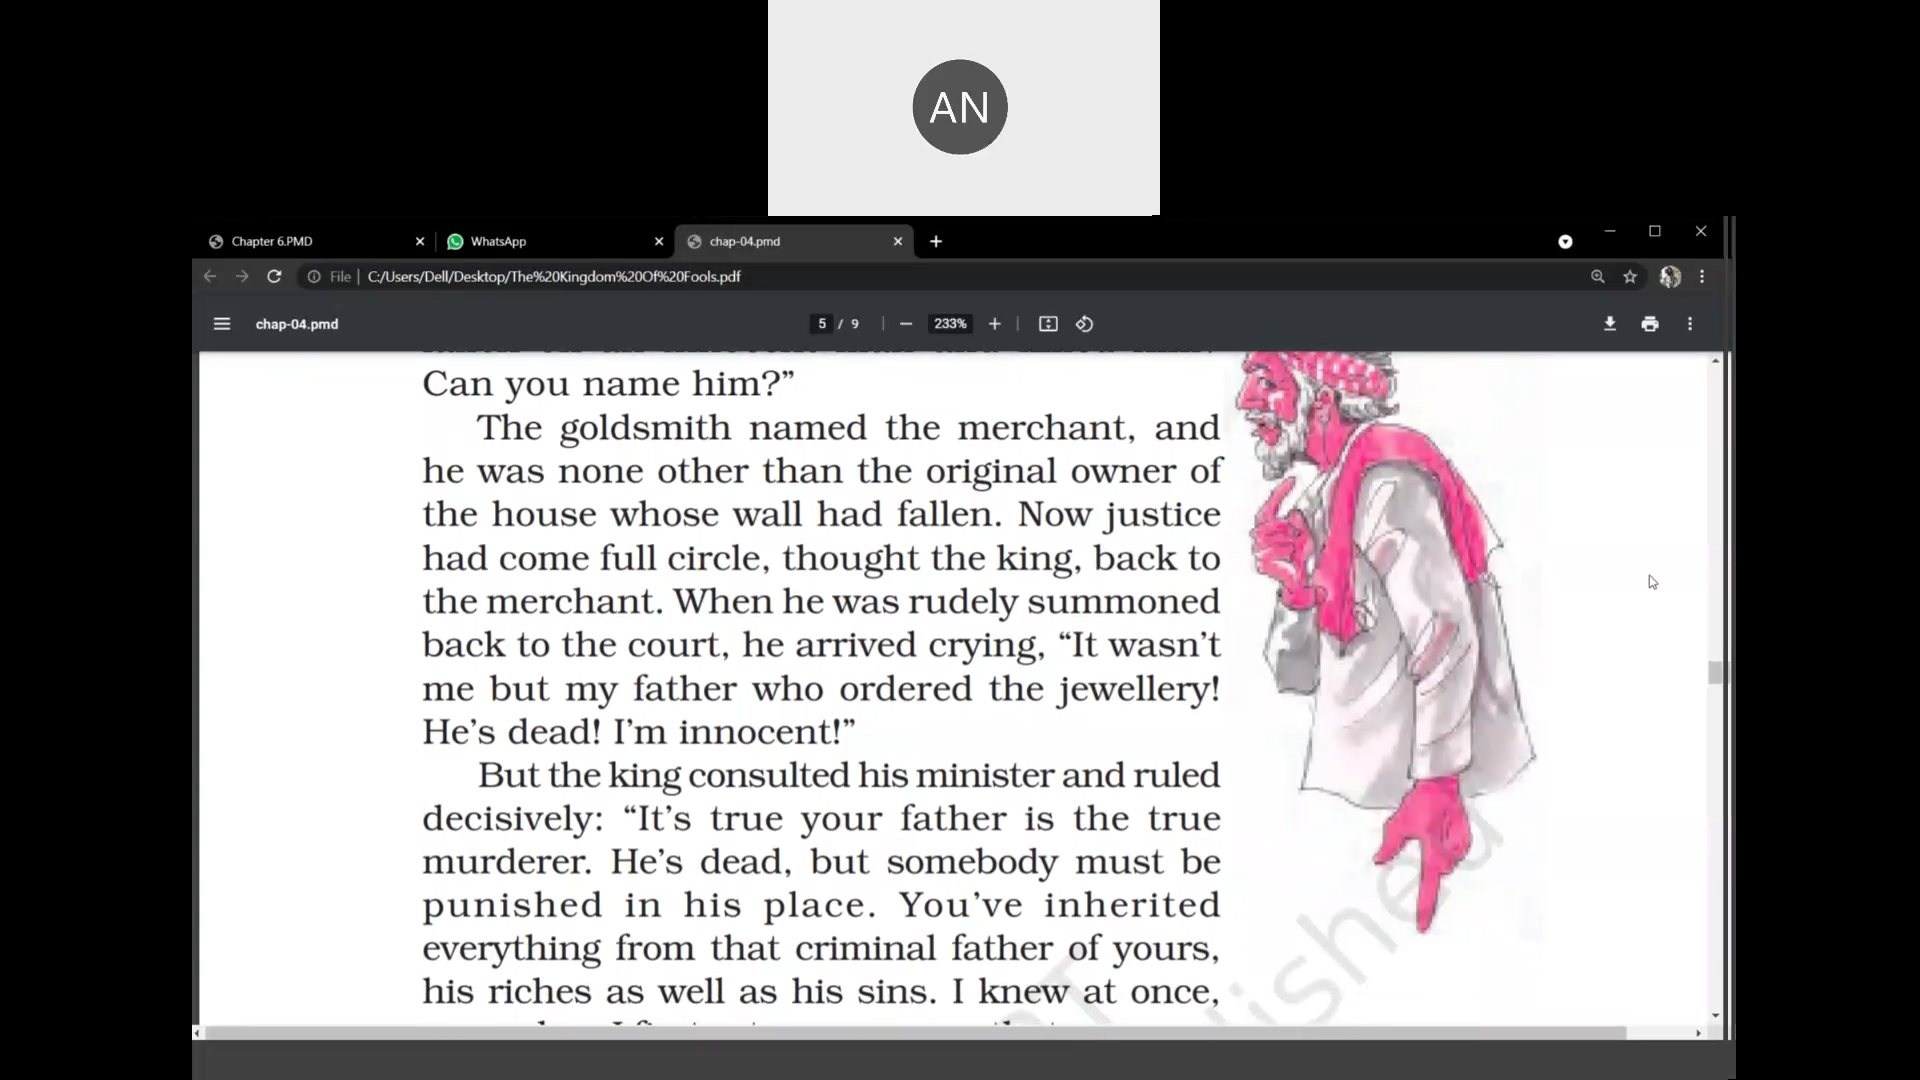 AN
Chapter 6.PMD
WhatsApp
chap-04.pmd
File
C:/Users/Dell/Desktop/The%20Kingdom%20Of%20Fools.pdf
chap-04.pmd
5 / 9
233%
Can you name him?”
The goldsmith named the merchant, and
he was none other than the original owner of
the house whose wall had fallen. Now justice
had come full circle, thought the king, back to
the merchant. When he was rudely summoned
back to the court, he arrived crying, “It wasn’t
me but my father who ordered the jewellery!
He’s dead! I’m innocent!”
But the king consulted his minister and ruled
decisively: “It’s true your father is the true
murderer. He’s dead, but somebody must be
punished in his place. You’ve inherited
everything from that criminal father of yours,
his riches as well as his sins. I knew at once,